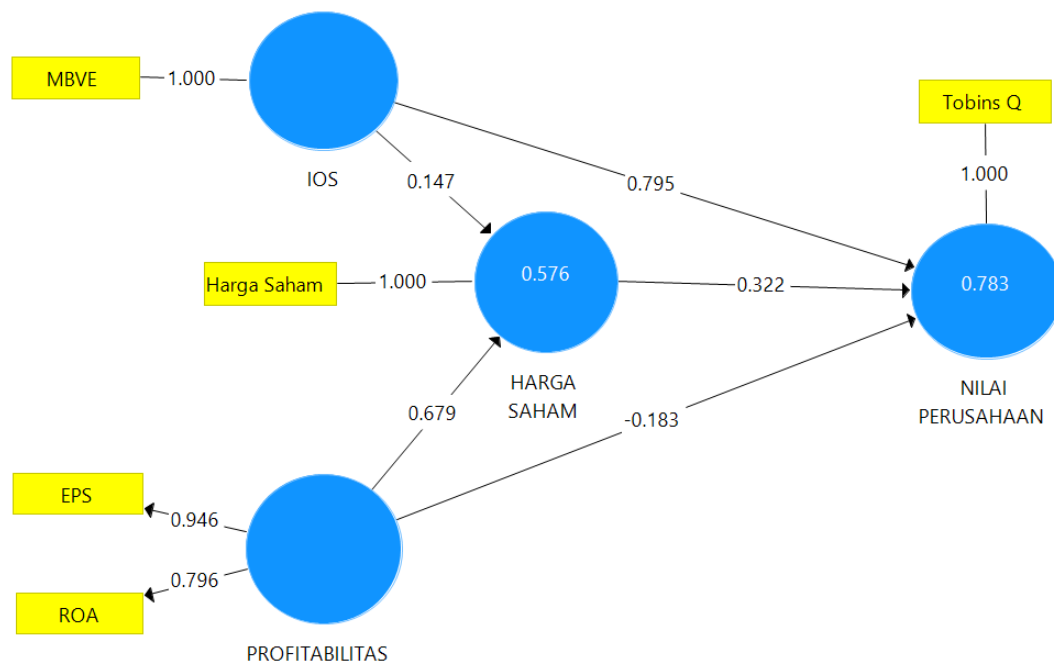 MBVE
1.000
IOS
Tobins Q
1.000
0.147
0.795
Harga Saham
1.000
0.576
0.322
0.783
HARGA
SAHAM
NILAI
PERUSAHAAN
0.679
-0.183
EPS
0.946
0.796
ROA
PROFITABILITAS